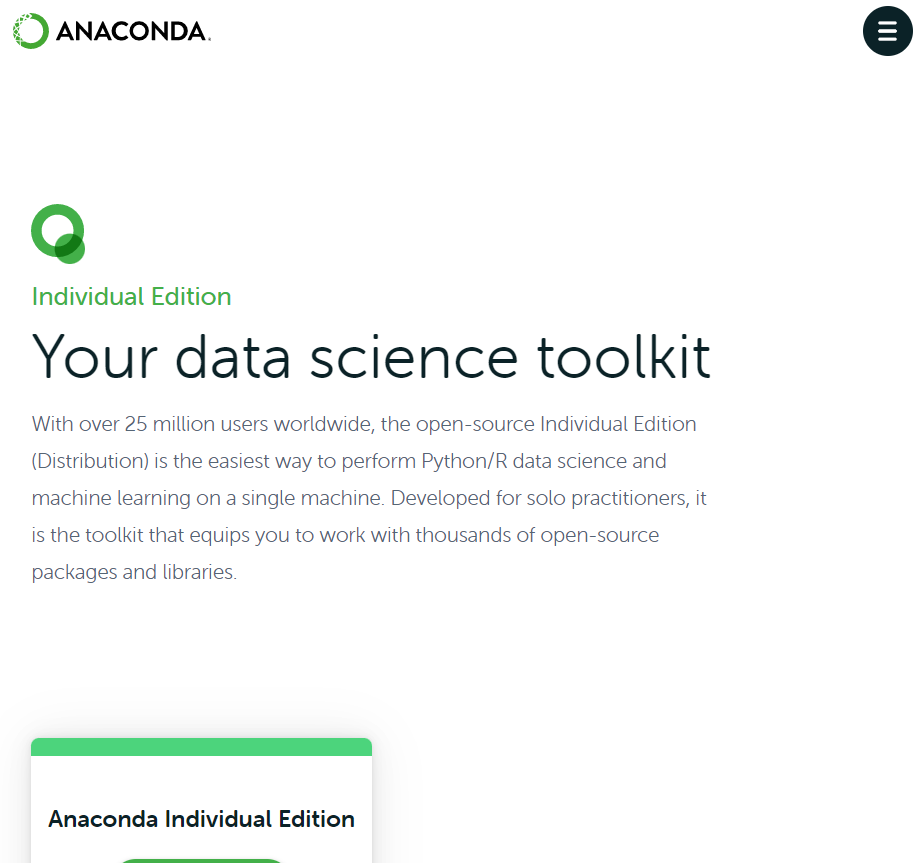 ANACONDA.
Individual Edition
Your data science toolkit
With over 25 million users worldwide, the open-source Individual Edition
(Distribution) is the easiest way to perform Python/R data science and
machine learning on a single machine. Developed for solo practitioners, it
is the toolkit that equips you to work with thousands of open-source
packages and libraries.
Anaconda Individual Edition